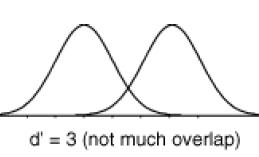 d' = 3 (not much overlap)